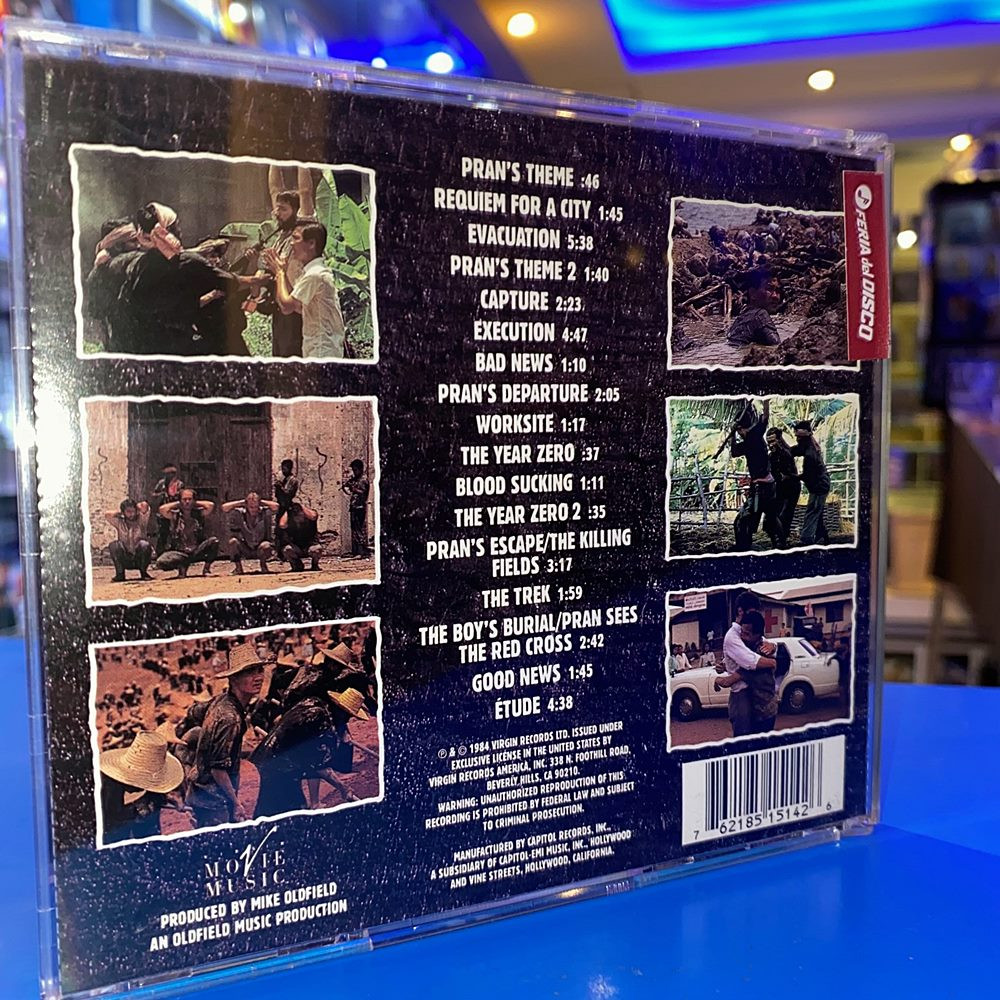 PRAN'S THEME :46
REQUIEM FOR A CITY 1:45
EVACUATION 5:38
PRAN'S THEME 2 1:40
CAPTURE 2:23
EXECUTION 4:47
BAD NEWS 1:10
PRAN'S DEPARTURE 2:05
WORKSITE 1:17
THE YEAR ZERO :37
BLOOD SUCKING 1:11
THE YEAR ZERO 2 :35
PRAN'S ESCAPE/THE KILLING
FIELDS 3:17
THE TREK 1:59
THE BOY'S BURIAL/PRAN SEES
THE RED CROSS 2:42
GOOD NEWS 1:45
ÉTUDE 4:38
℗ & © 1984 VIRGIN RECORDS LTD. ISSUED UNDER
EXCLUSIVE LICENSE IN THE UNITED STATES BY
VIRGIN RECORDS AMERICA, INC. 338 N. FOOTHILL ROAD,
BEVERLY HILLS, CA 90210.
WARNING: UNAUTHORIZED REPRODUCTION OF THIS
RECORDING IS PROHIBITED BY FEDERAL LAW AND SUBJECT
TO CRIMINAL PROSECUTION.
MANUFACTURED BY CAPITOL RECORDS, INC.,
A SUBSIDIARY OF CAPITOL-EMI MUSIC, INC., HOLLYWOOD
AND VINE STREETS, HOLLYWOOD, CALIFORNIA.
MOVIE
MUSIC
PRODUCED BY MIKE OLDFIELD
AN OLDFIELD MUSIC PRODUCTION
FERIA del DISCO
7 62185 15142 6